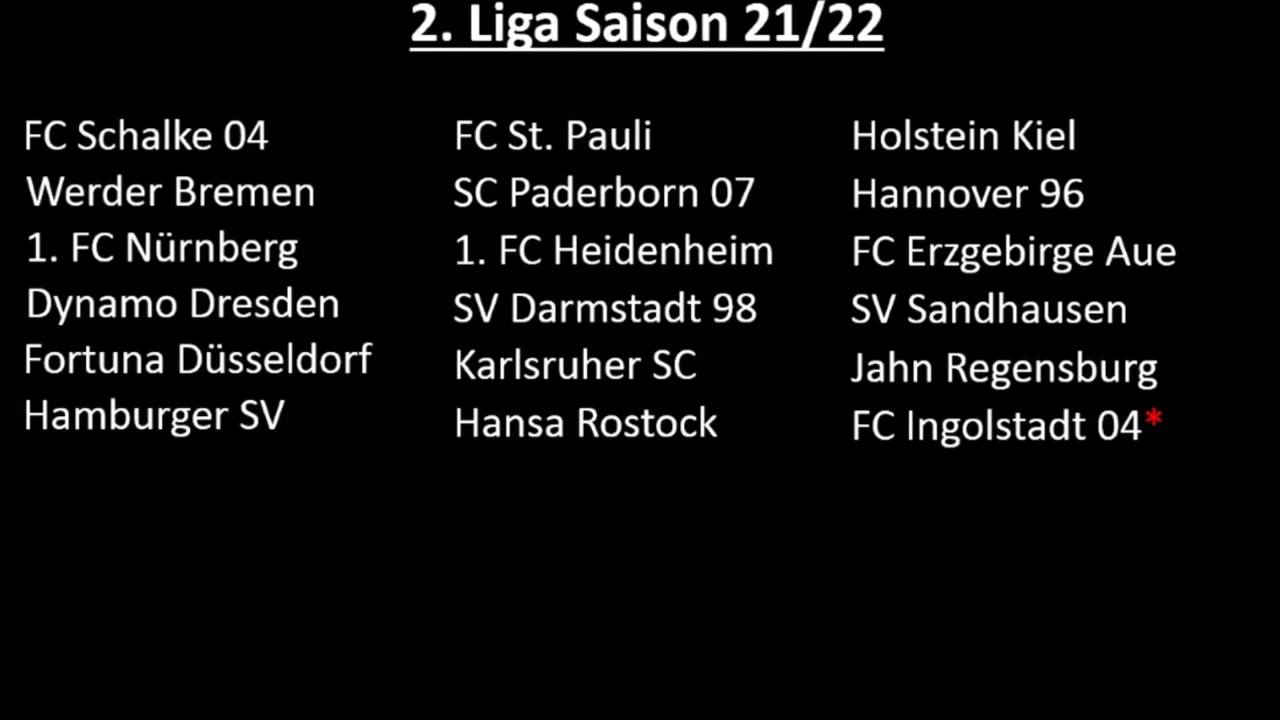 2. Liga Saison 21/22
FC Schalke 04
Werder Bremen
1. FC Nürnberg
Dynamo Dresden
Fortuna Düsseldorf
Hamburger SV
FC St. Pauli
SC Paderborn 07
1. FC Heidenheim
SV Darmstadt 98
Karlsruher SC
Hansa Rostock
Holstein Kiel
Hannover 96
FC Erzgebirge Aue
SV Sandhausen
Jahn Regensburg
FC Ingolstadt 04*